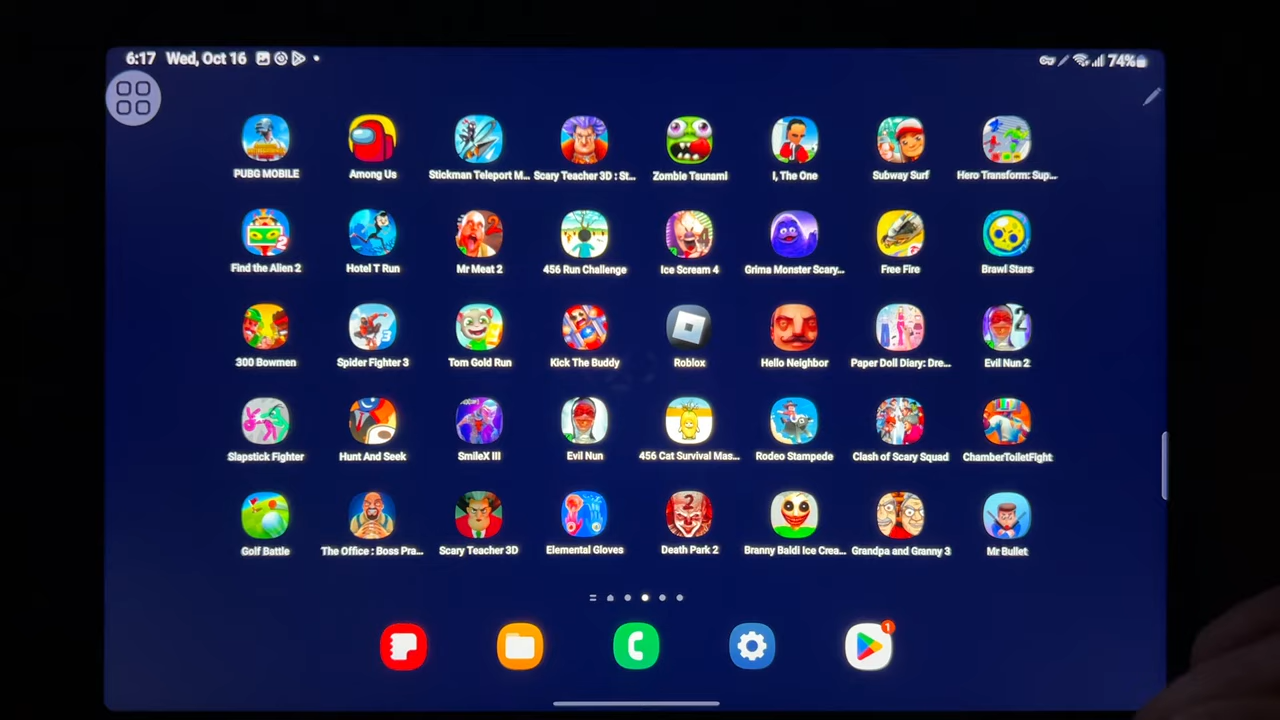 6:17 Wed, Oct 16
74%
PUBG MOBILE
Among Us
Stickman Teleport M...
Scary Teacher 3D : St...
Zombie Tsunami
I, The One
Subway Surf
Hero Transform: Sup...
Find the Alien 2
Hotel T Run
Mr Meat 2
456 Run Challenge
Ice Scream 4
Grima Monster Scary...
Free Fire
Brawl Stars
300 Bowmen
Spider Fighter 3
Tom Gold Run
Kick The Buddy
Roblox
Hello Neighbor
Paper Doll Diary: Dre...
Evil Nun 2
Slapstick Fighter
Hunt And Seek
SmileX III
Evil Nun
456 Cat Survival Mas...
Rodeo Stampede
Clash of Scary Squad
ChamberToiletFight
Golf Battle
The Office : Boss Pra...
Scary Teacher 3D
Elemental Gloves
Death Park 2
Branny Baldi Ice Crea...
Grandpa and Granny 3
Mr Bullet
1